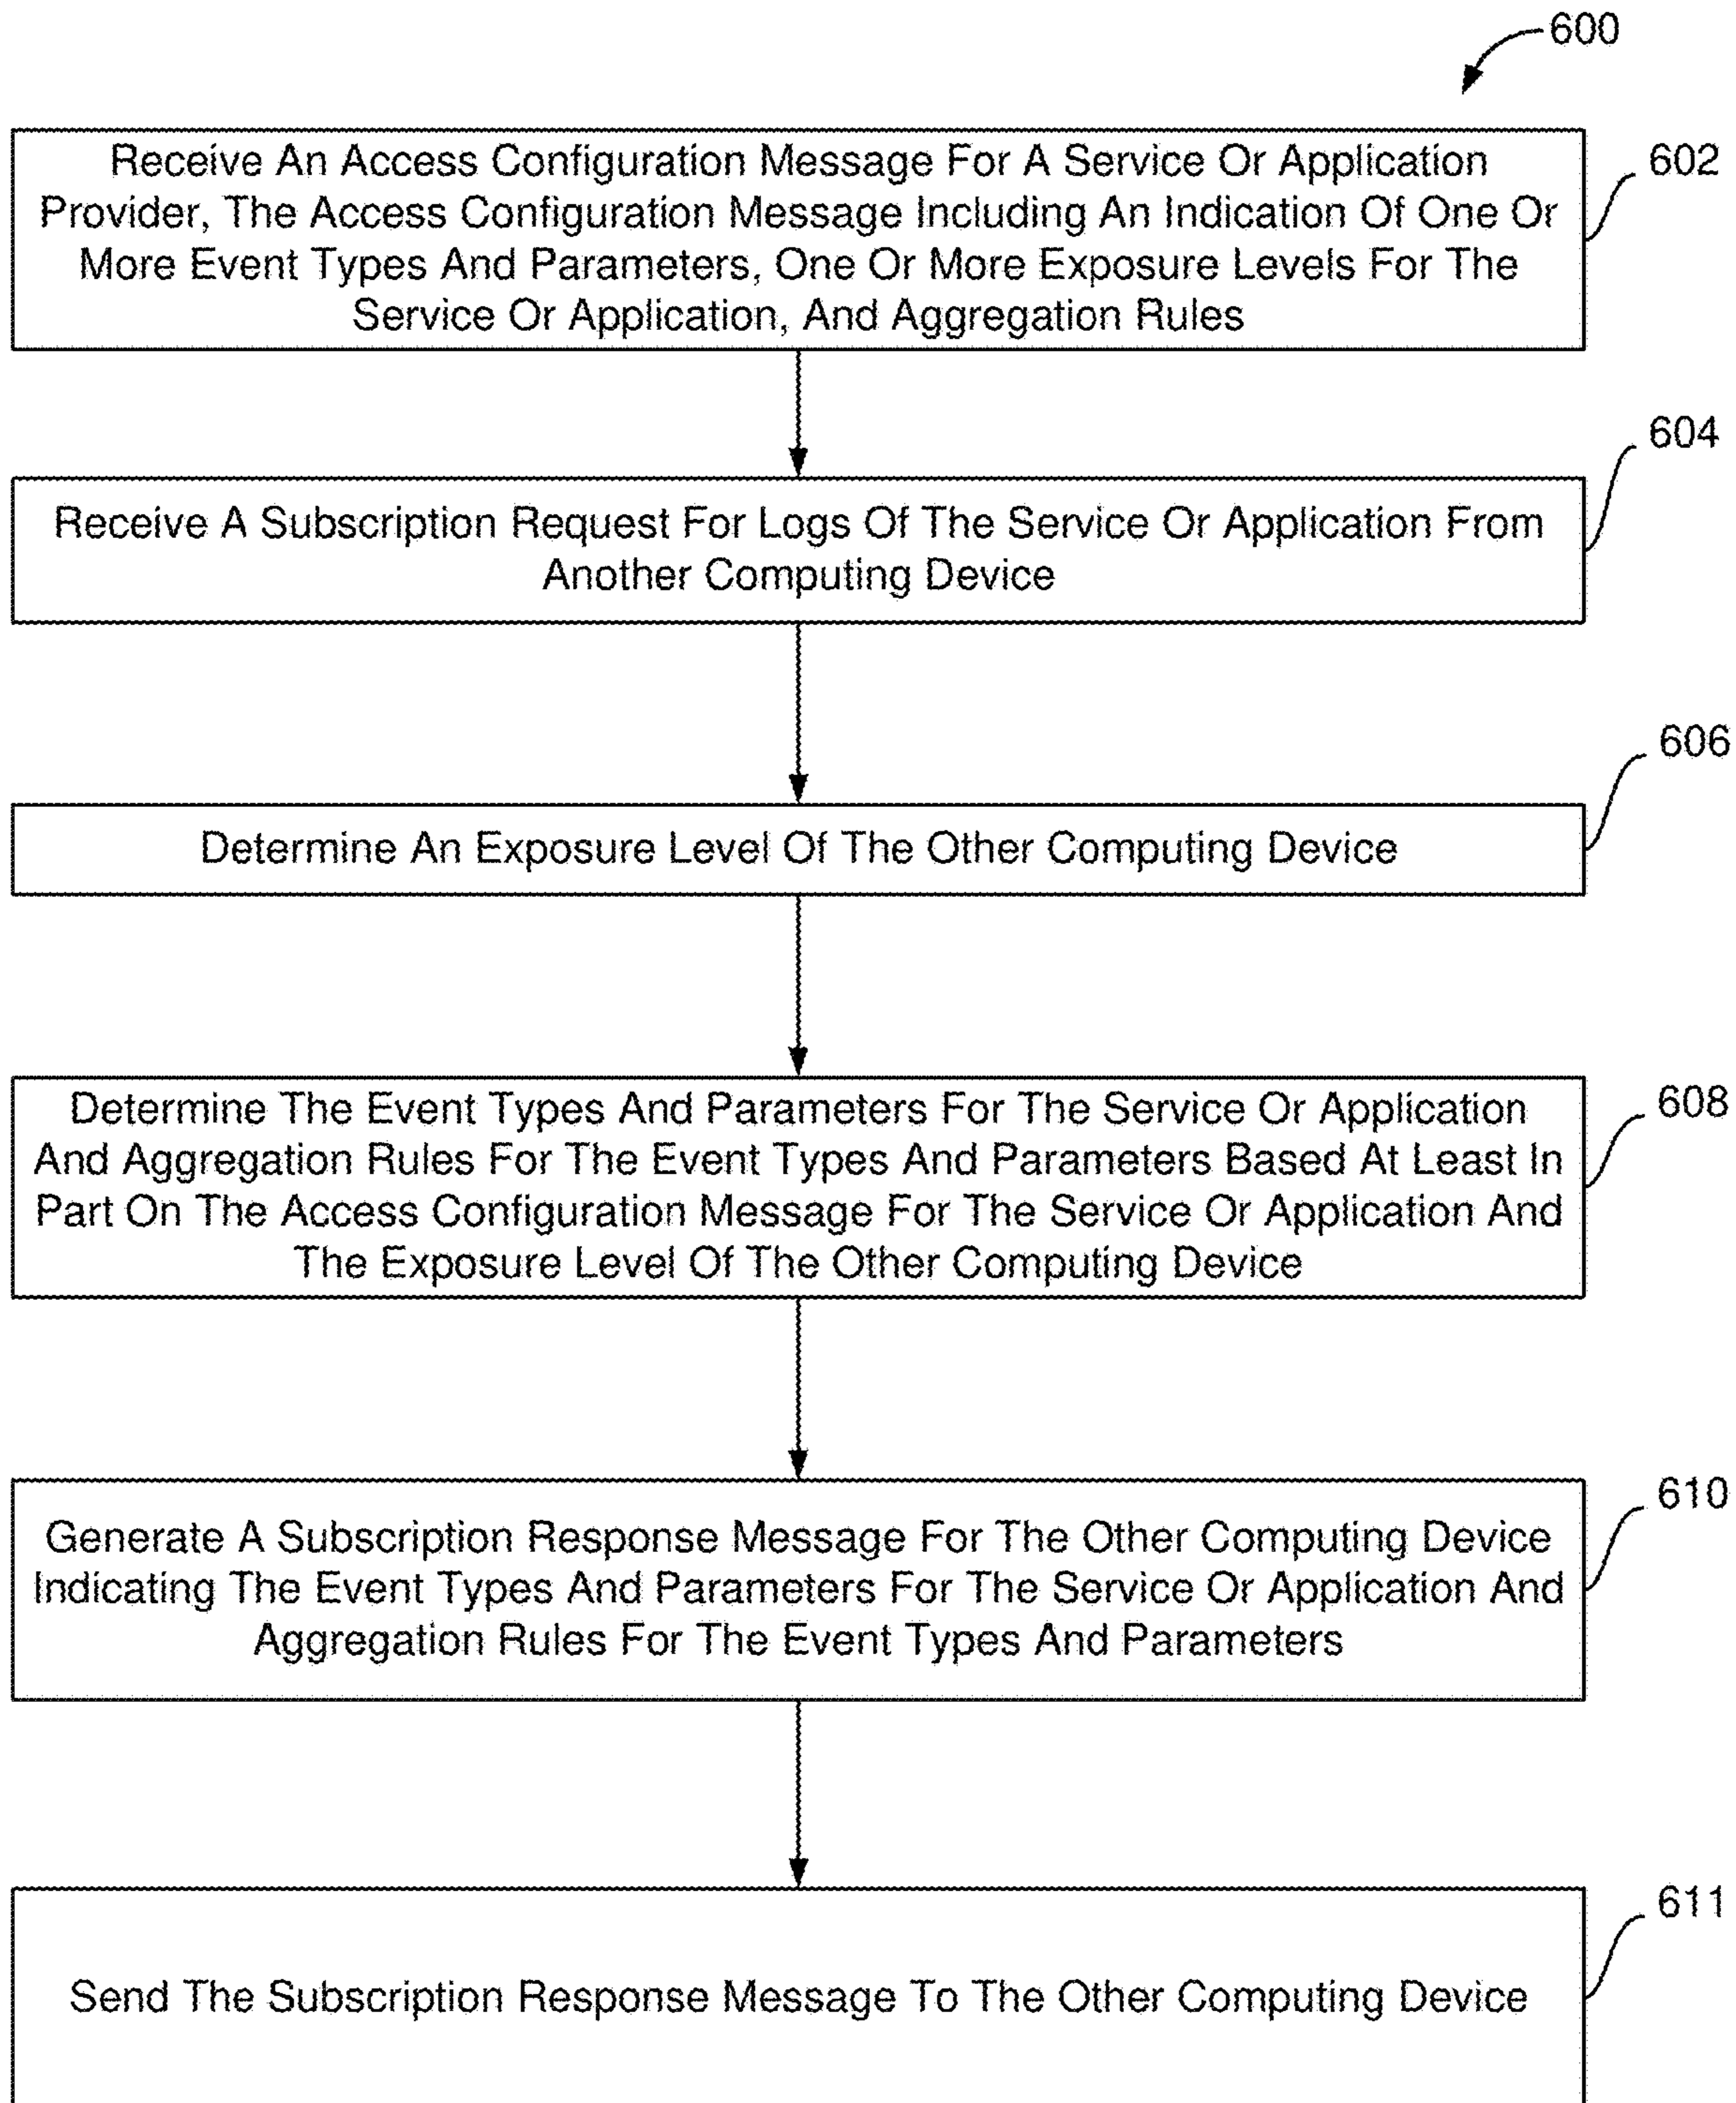 600
Receive An Access Configuration Message For A Service Or Application
Provider, The Access Configuration Message Including An Indication Of One Or
More Event Types And Parameters, One Or More Exposure Levels For The
Service Or Application, And Aggregation Rules
602
Receive A Subscription Request For Logs Of The Service Or Application From
Another Computing Device
604
Determine An Exposure Level Of The Other Computing Device
606
Determine The Event Types And Parameters For The Service Or Application
And Aggregation Rules For The Event Types And Parameters Based At Least In
Part On The Access Configuration Message For The Service Or Application And
The Exposure Level Of The Other Computing Device
608
Generate A Subscription Response Message For The Other Computing Device
Indicating The Event Types And Parameters For The Service Or Application And
Aggregation Rules For The Event Types And Parameters
610
Send The Subscription Response Message To The Other Computing Device
611